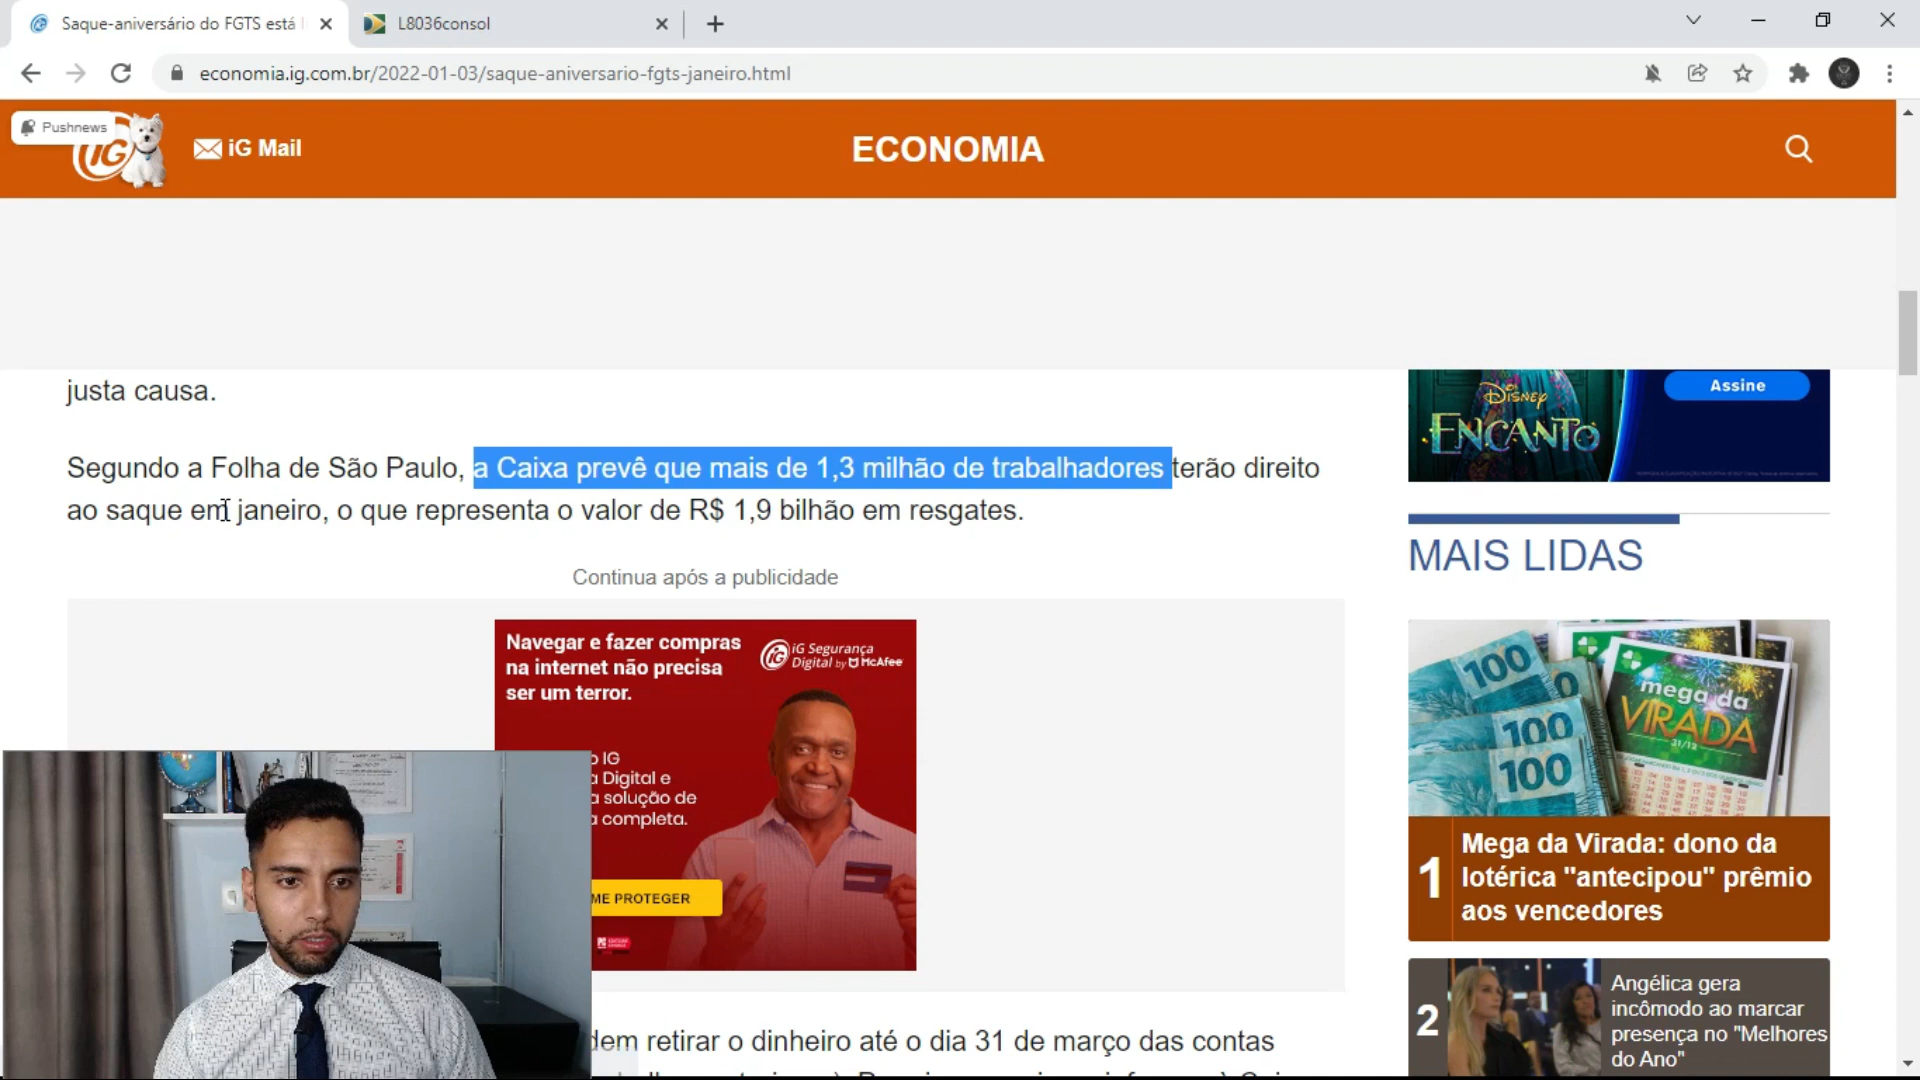 Saque-aniversário do FGTS está
L8036consol
economia.ig.com.br/2022-01-03/saque-aniversario-fgts-janeiro.html
Pushnews
iG
iG Mail
ECONOMIA
justa causa.
Segundo a Folha de São Paulo, a Caixa prevê que mais de 1,3 milhão de trabalhadores terão direito
ao saque em janeiro, o que representa o valor de R$ 1,9 bilhão em resgates.
Continua após a publicidade
Navegar e fazer compras
na internet não precisa
ser um terror.
iG Segurança
Digital by McAfee
IG
a Digital e
a solução de
a completa.
ME PROTEGER
dem retirar o dinheiro até o dia 31 de março das contas
Disney
ENCANTO
Assine
MAIS LIDAS
100
100
100
mega da
VIRADA
31/12
1
Mega da Virada: dono da
lotérica "antecipou" prêmio
aos vencedores
2
Angélica gera
incômodo ao marcar
presença no "Melhores
do Ano"